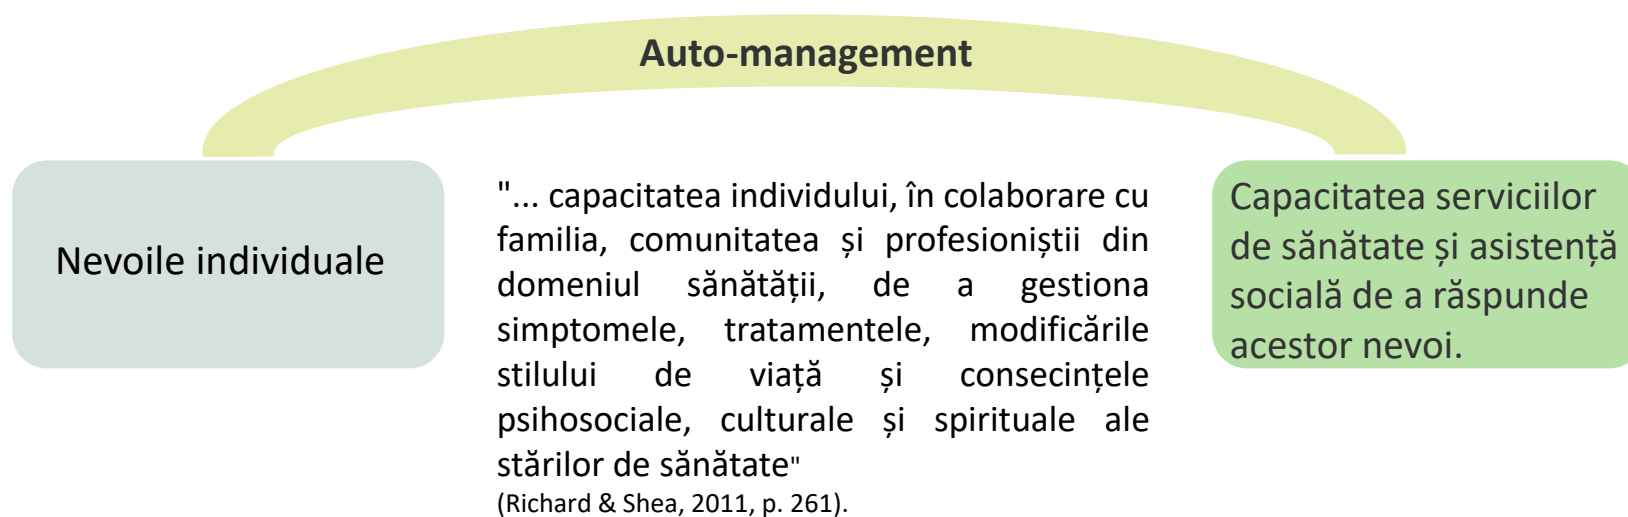 Auto-management
Nevoile individuale
"... capacitatea individului, în colaborare cu
familia, comunitatea și profesioniștii din
domeniul sănătății, de a gestiona
simptomele, tratamentele, modificările
stilului de viață și consecințele
psihosociale, culturale și spirituale ale
stărilor de sănătate"
(Richard & Shea, 2011, p. 261).
Capacitatea serviciilor
de sănătate și asistență
socială de a răspunde
acestor nevoi.